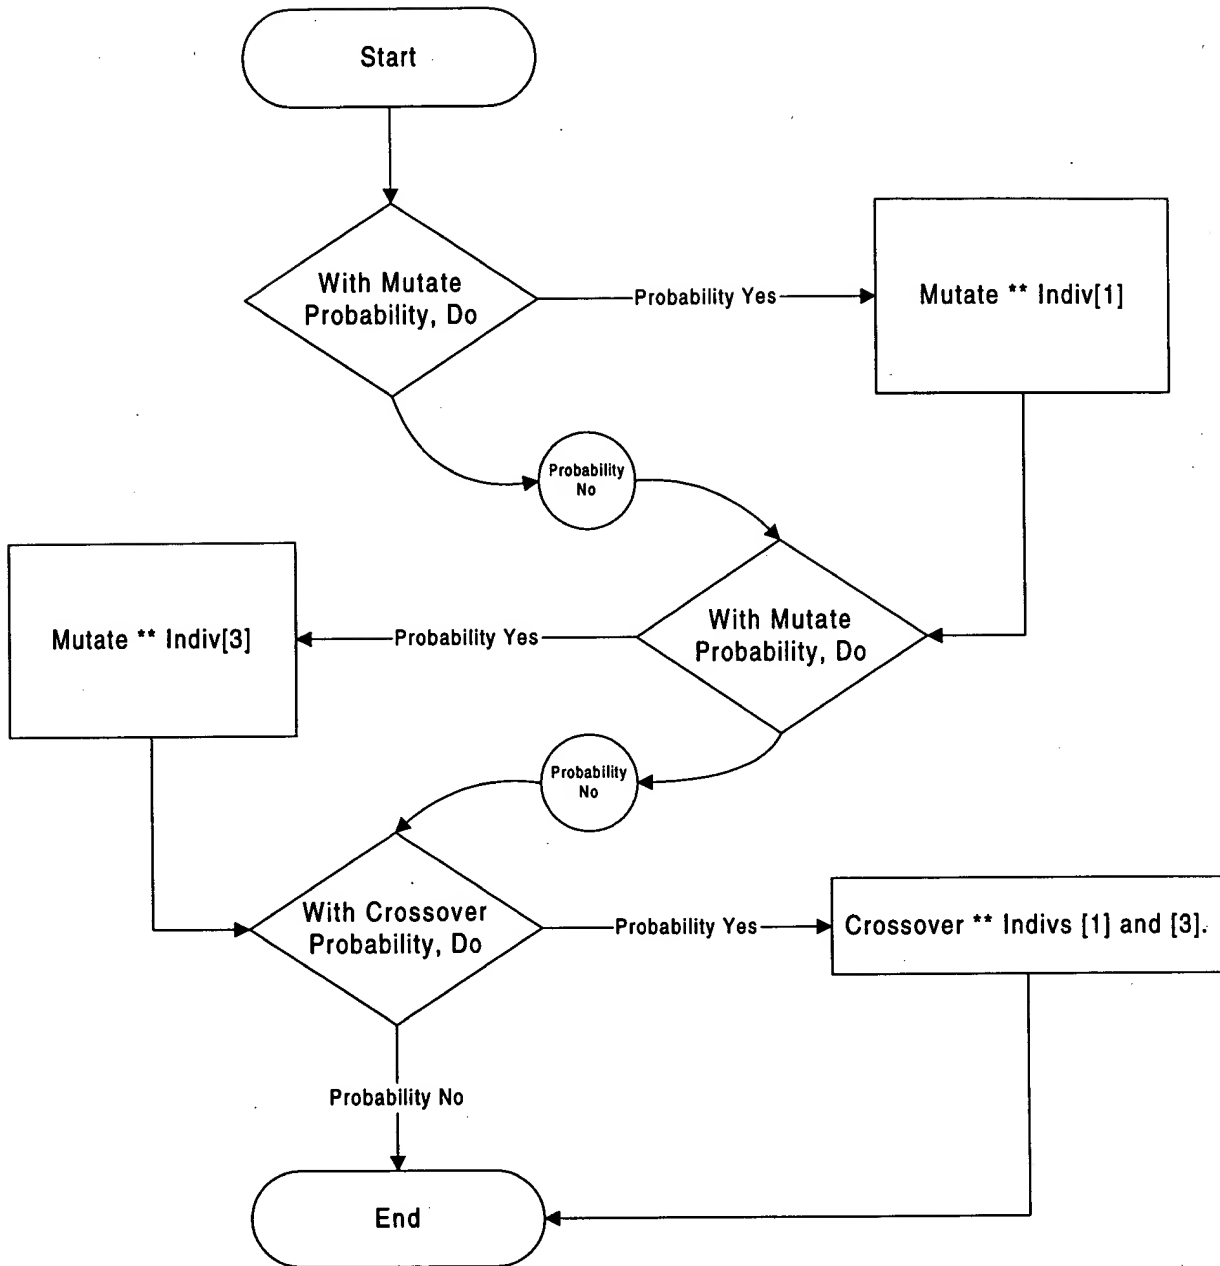 Start
With Mutate
Probability, Do
Probability Yes
Mutate ** Indiv[1]
Probability
No
Mutate ** Indiv[3]
Probability Yes
With Mutate
Probability, Do
Probability
No
With Crossover
Probability, Do
Probability Yes
Crossover ** Indivs [1] and [3].
Probability No
End